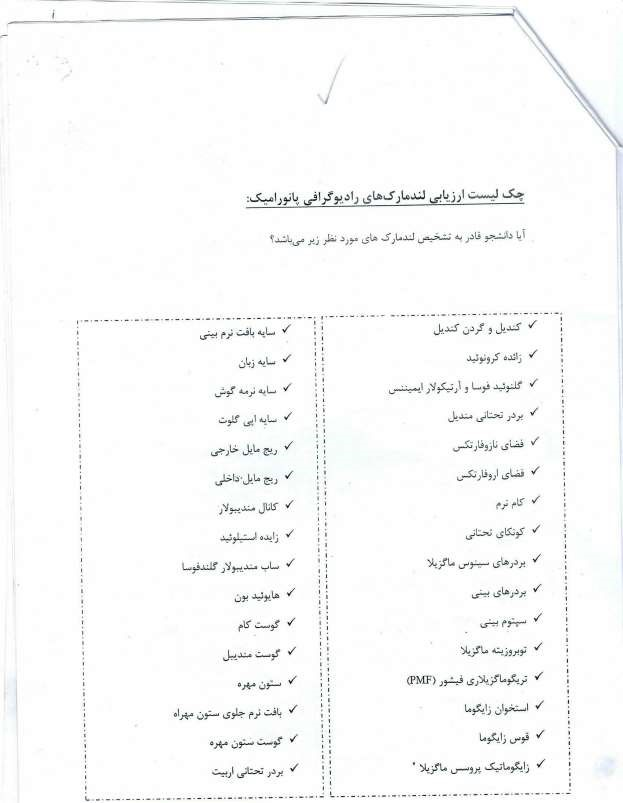 چک لیست ارزیابی لندمارک‌های رادیوگرافی پانورامیک:
آیا دانشجو قادر به تشخیص لندمارک های مورد نظر زیر می‌باشد؟
✓ کندیل و گردن کندیل
✓ زائده کرونوئید
✓ گلنوئید فوسا و آرتیکولار ایمیننس
✓ بردر تحتانی مندیل
✓ فضای نازوفارنکس
✓ فضای اروفارنکس
✓ کام نرم
✓ کونکای تحتانی
✓ بردرهای سینوس ماگزیلا
✓ بردرهای بینی
✓ سپتوم بینی
✓ توبروزیته ماگزیلا
✓ تریگوماگزیلاری فیشور (PMF)
✓ استخوان زایگوما
✓ قوس زایگوما
✓ زایگوماتیک پروسس ماگزیلا
✓ سایه بافت نرم بینی
✓ سایه زبان
✓ سایه نرمه گوش
✓ سایه اپی گلوت
✓ ریج مایل خارجی
✓ ریج مایل داخلی
✓ کانال مندیبولار
✓ زایده استیلوئید
✓ ساب مندیبولار گلندفوسا
✓ هایوئید بون
✓ گوست کام
✓ گوست مندیبل
✓ ستون مهره
✓ بافت نرم جلوی ستون مهراه
✓ گوست ستون مهره
✓ بردر تحتانی اربیت